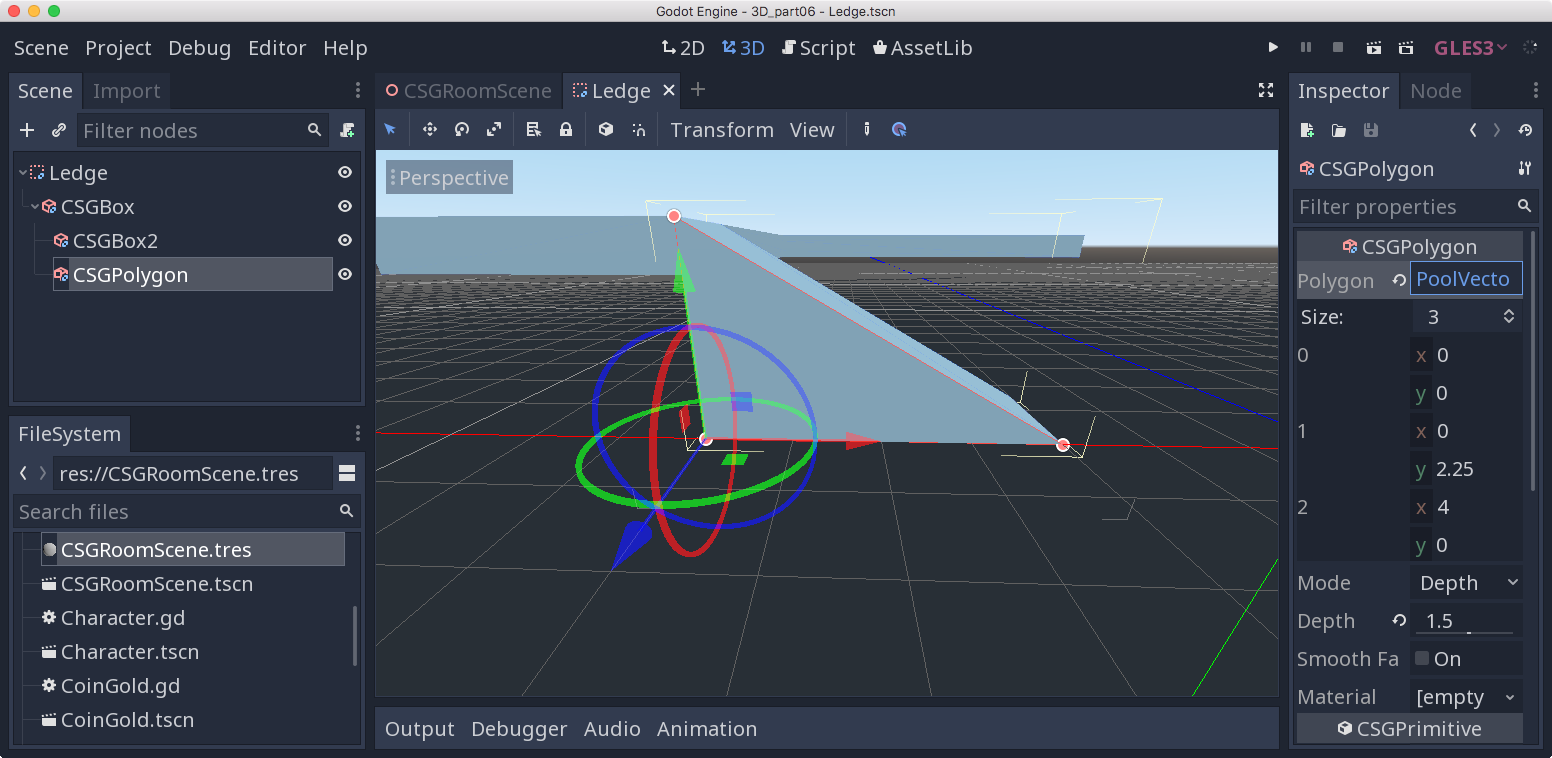 Godot Engine - 3D_part06 - Ledge.tscn
Scene Project Debug Editor Help
2D 3D Script AssetLib
GLES3
Scene Import
Filter nodes
Ledge
CSGBox
CSGBox2
CSGPolygon
FileSystem
res://CSGRoomScene.tres
Search files
CSGRoomScene.tres
CSGRoomScene.tscn
Character.gd
Character.tscn
CoinGold.gd
CoinGold.tscn
CSGRoomScene Ledge
Transform View
Perspective
Output Debugger Audio Animation
Inspector Node
CSGPolygon
Filter properties
CSGPolygon
Polygon PoolVecto
Size: 3
0 x 0
y 0
1 x 0
y 2.25
2 x 4
y 0
Mode Depth
Depth 1.5
Smooth Fa On
Material [empty
CSGPrimitive